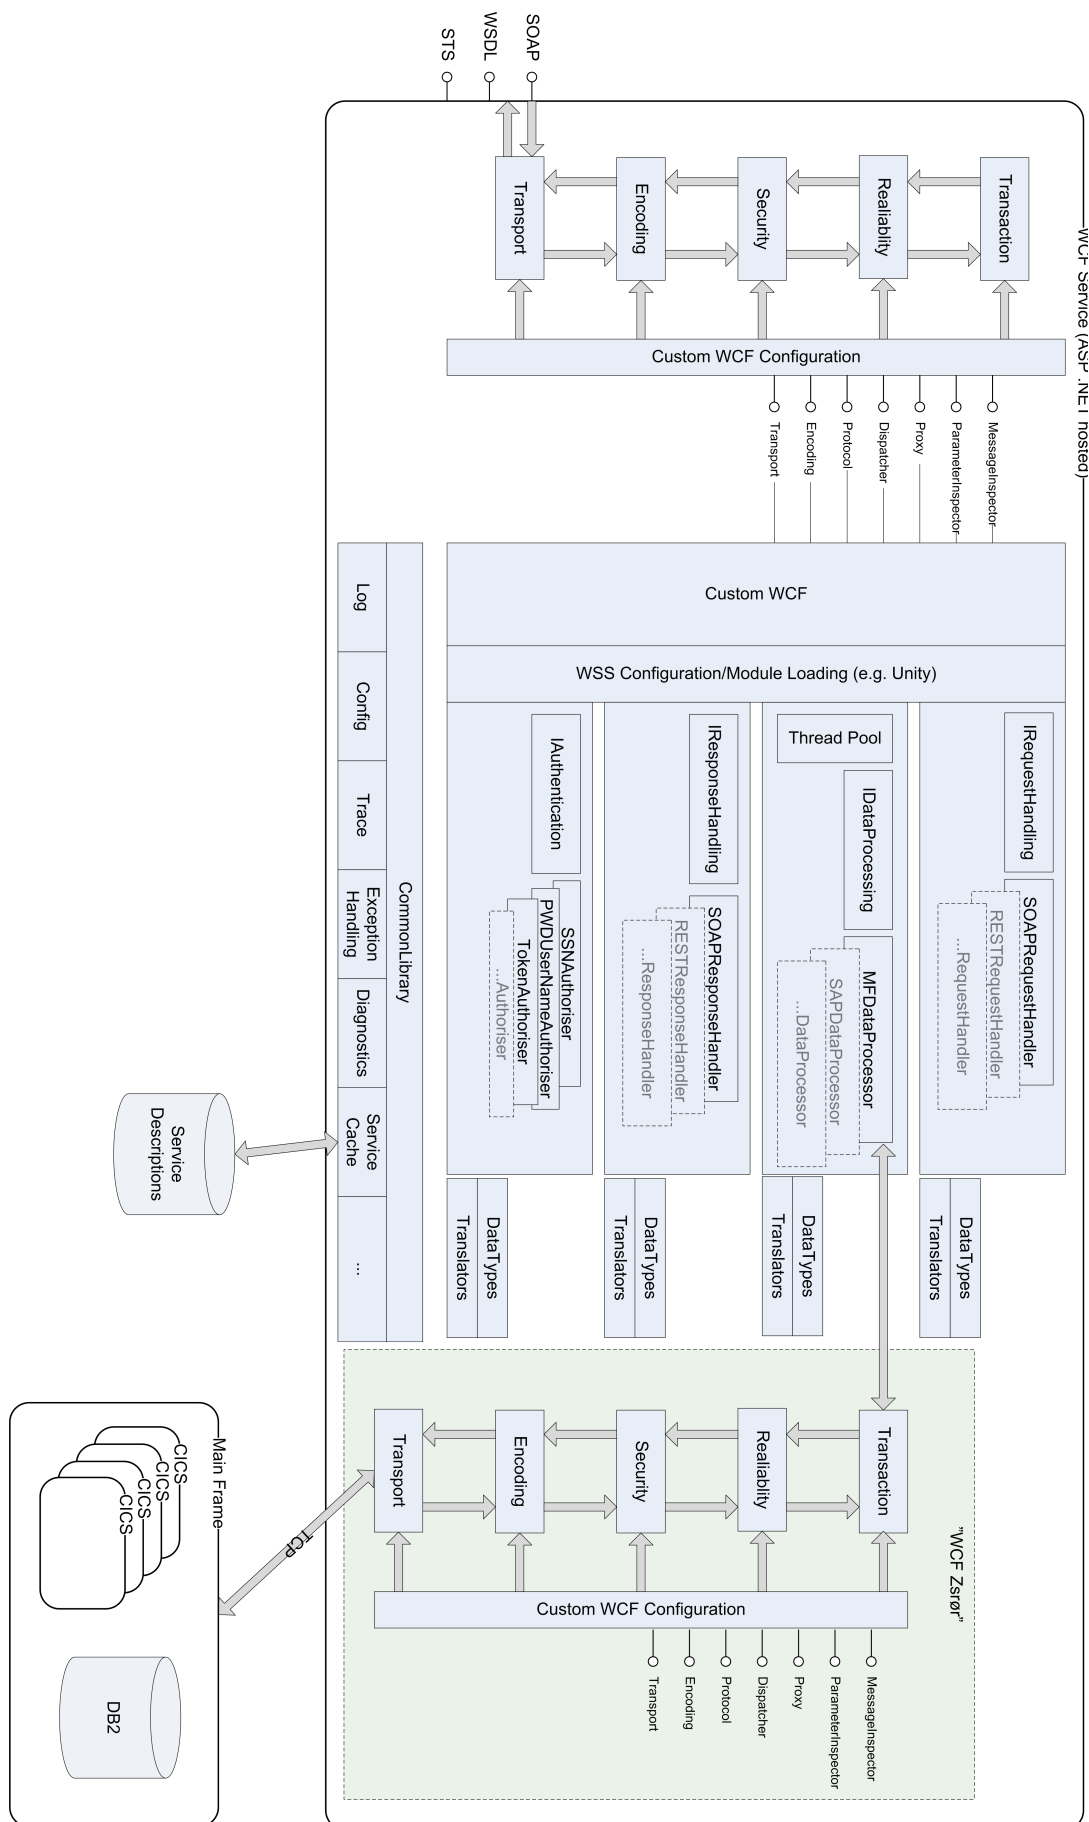 WCF Service (ASP .NET hosted)
SOAP
WSDL
STS
Transaction
Realiablity
Security
Encoding
Transport
Custom WCF Configuration
MessageInspector
ParameterInspector
Proxy
Dispatcher
Protocol
Encoding
Transport
Custom WCF
WSS Configuration/Module Loading (e.g. Unity)
IRequestHandling
SOAPRequestHandler
RESTRequestHandler
...RequestHandler
DataTypes
Translators
Thread Pool
IDataProcessing
MFDataProcessor
SAPDataProcessor
...DataProcessor
DataTypes
Translators
IResponseHandling
SOAPResponseHandler
RESTResponseHandler
...ResponseHandler
DataTypes
Translators
IAuthentication
SSNAuthoriser
PWDUserNameAuthoriser
TokenAuthoriser
...Authoriser
DataTypes
Translators
CommonLibrary
Log
Config
Trace
Exception
Handling
Diagnostics
Service
Cache
...
Service
Descriptions
"WCF Zsrør"
Transaction
Realiablity
Security
Encoding
Transport
Custom WCF Configuration
MessageInspector
ParameterInspector
Proxy
Dispatcher
Protocol
Encoding
Transport
TCP
Main Frame
CICS
CICS
CICS
CICS
DB2